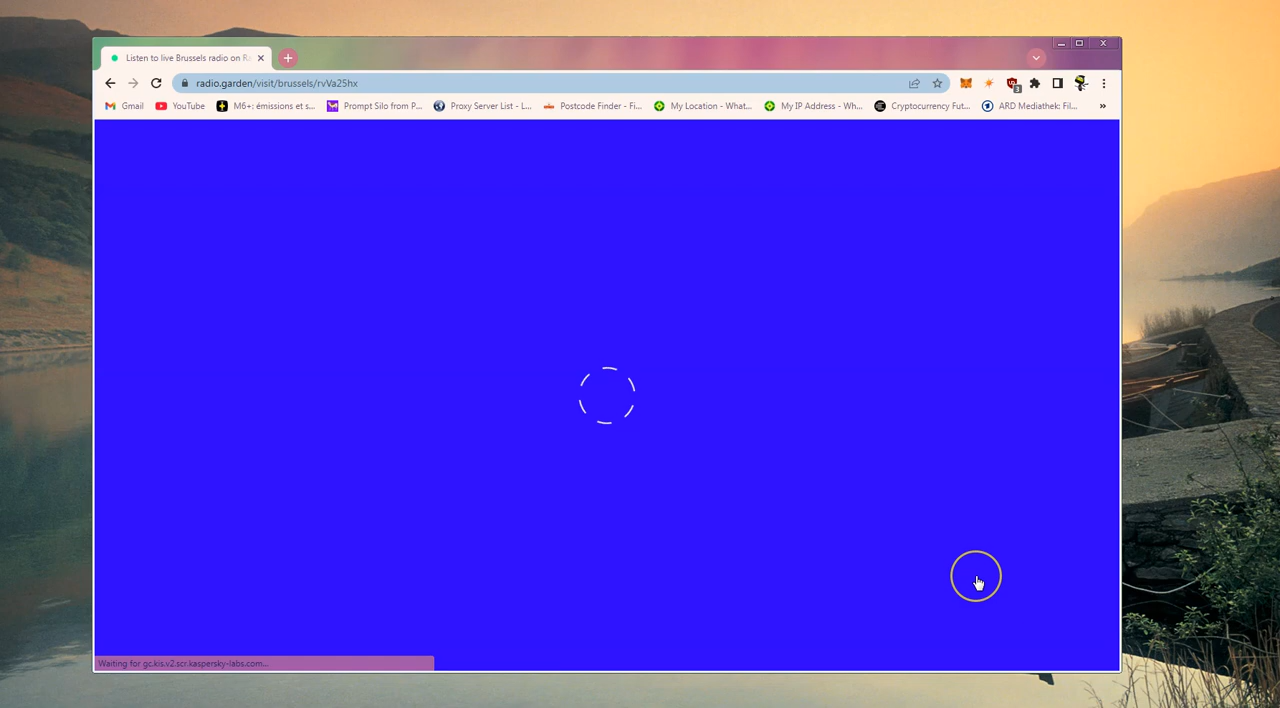 Listen to live Brussels radio on Ra
radio.garden/visit/brussels/rvVa25hx
Gmail YouTube M6+: émissions et s... Prompt Silo from P... Proxy Server List - L... Postcode Finder - Fi... My Location - What... My IP Address - Wh... Cryptocurrency Fut... ARD Mediathek: Fil... »
Waiting for gc.kis.v2.scr.kaspersky-labs.com...